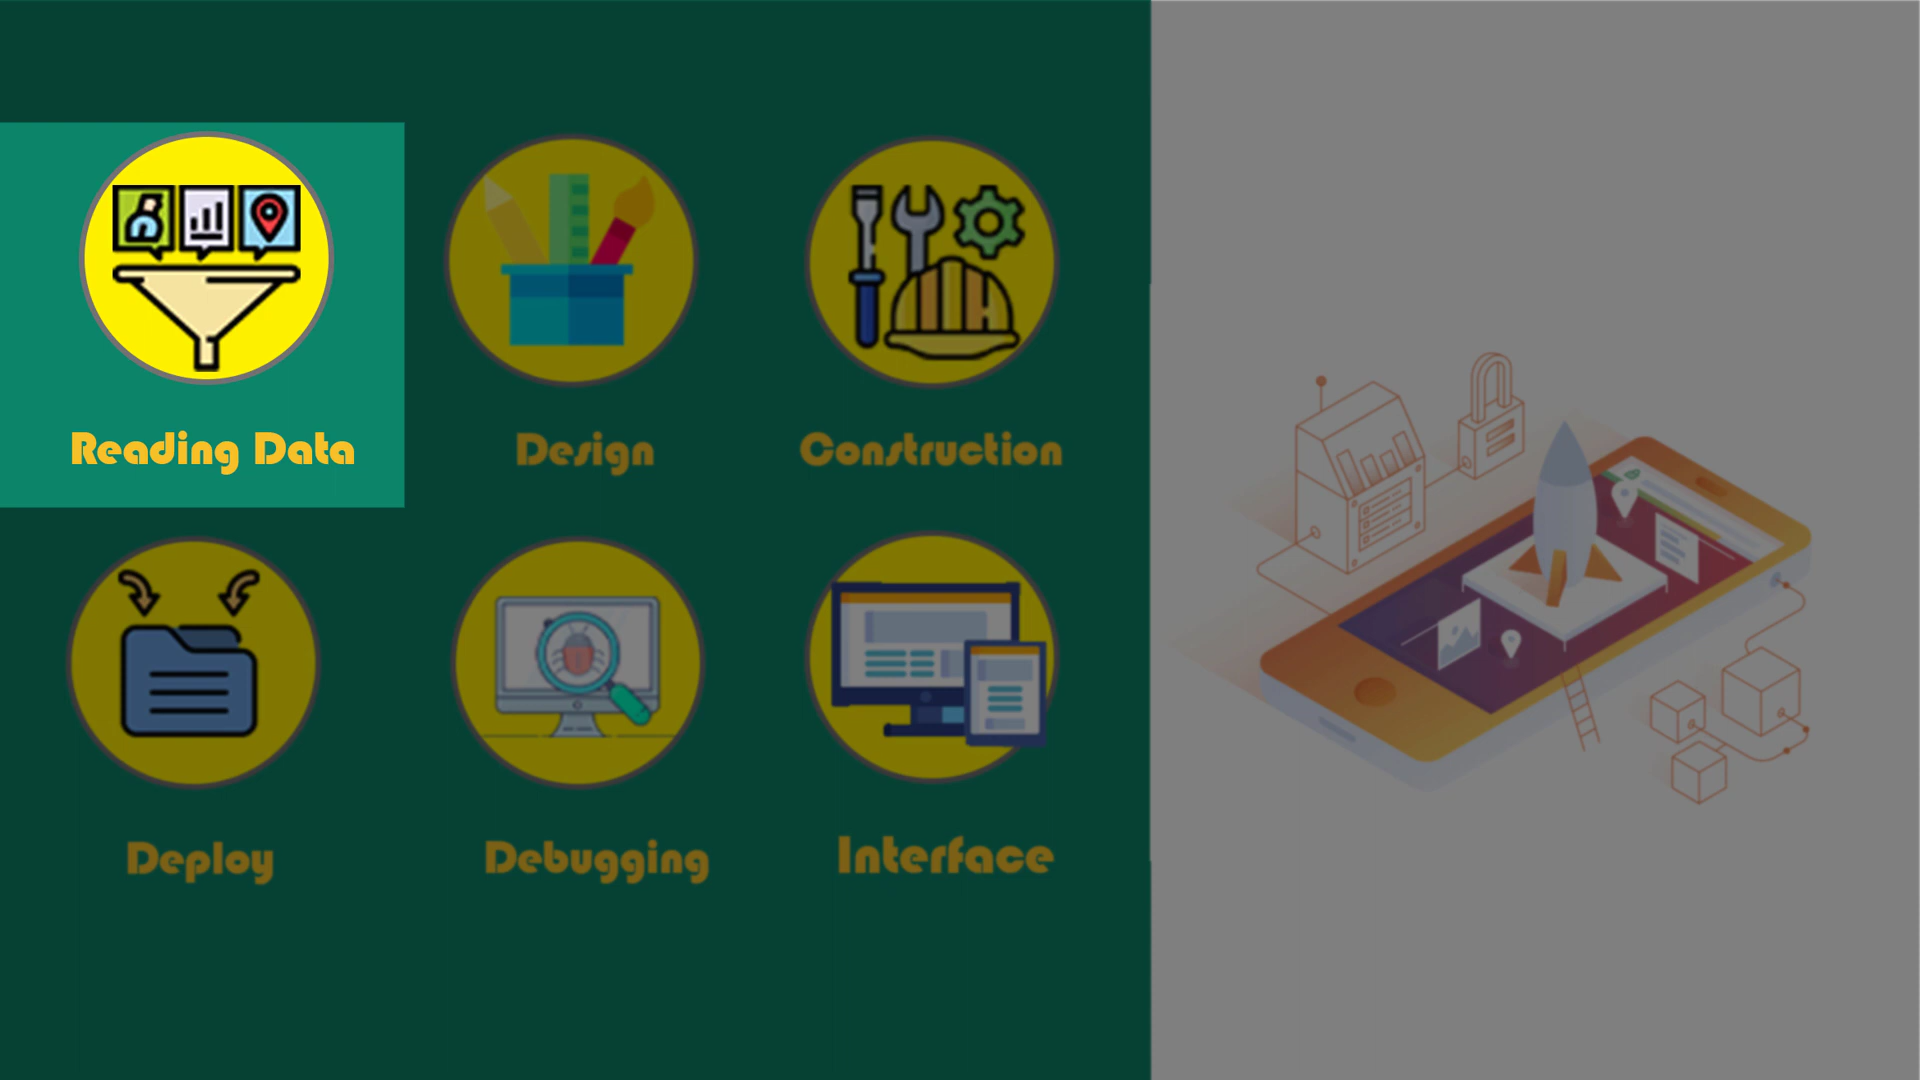 Reading Data
Design
Construction
Deploy
Debugging
Interface